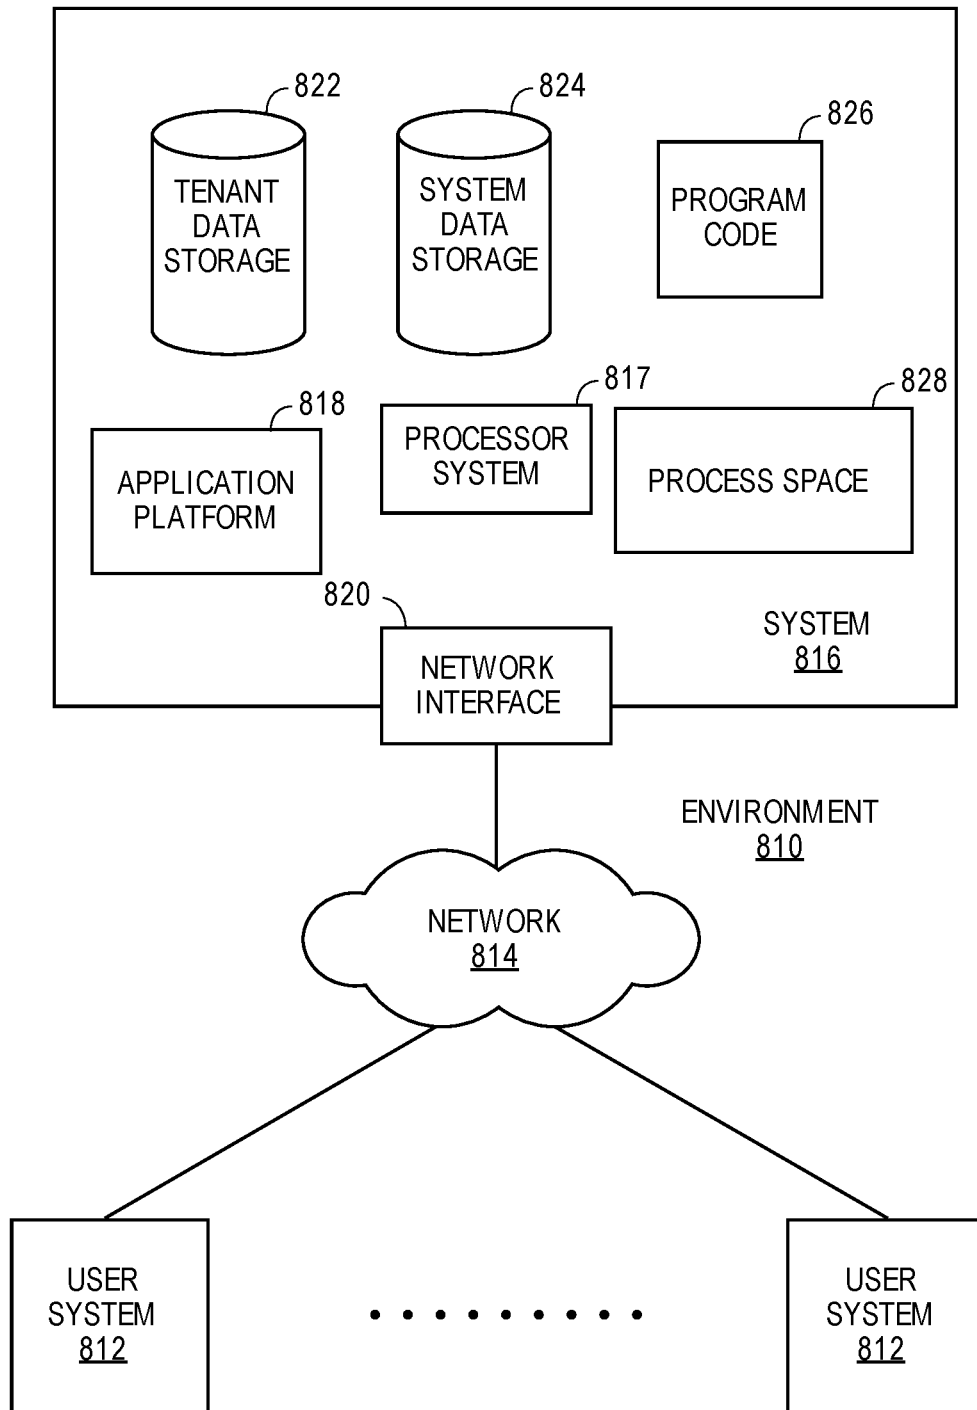 822
824
826
TENANT
DATA
STORAGE
SYSTEM
DATA
STORAGE
PROGRAM
CODE
818
817
828
APPLICATION
PLATFORM
PROCESSOR
SYSTEM
PROCESS SPACE
820
NETWORK
INTERFACE
SYSTEM
816
ENVIRONMENT
810
NETWORK
814
USER
SYSTEM
812
USER
SYSTEM
812